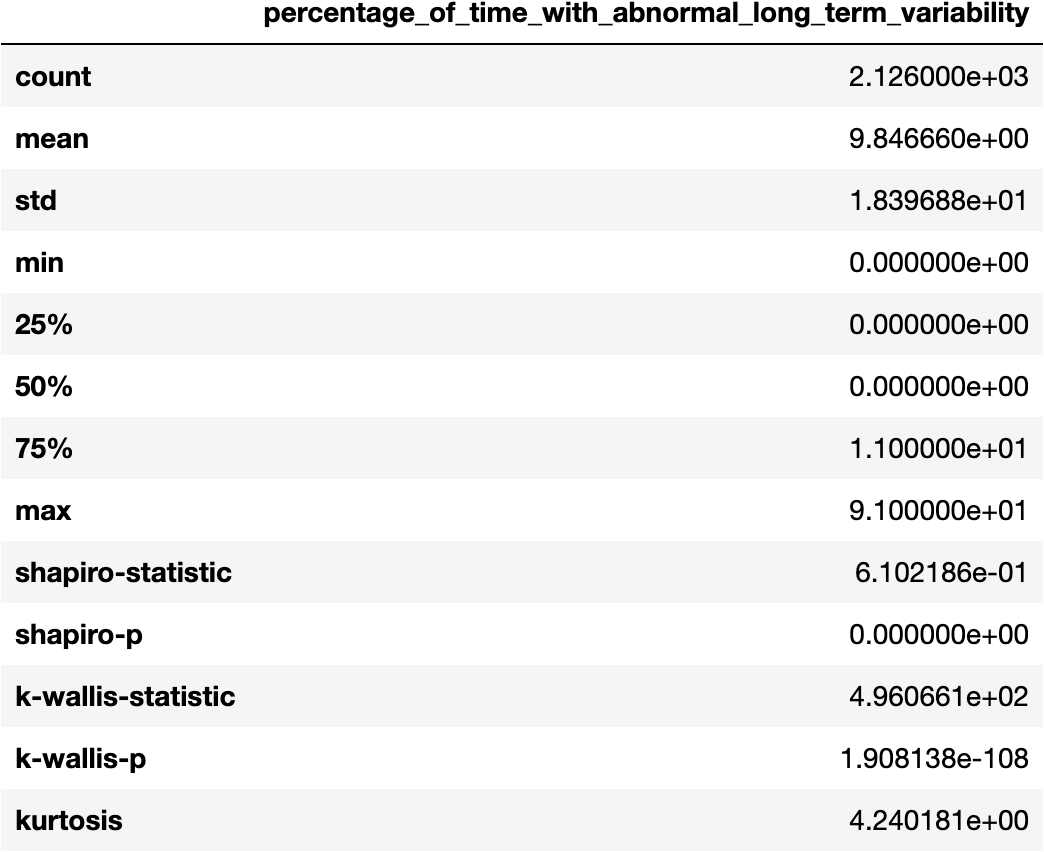 percentage_of_time_with_abnormal_long_term_variability
count 2.126000e+03
mean 9.846660e+00
std 1.839688e+01
min 0.000000e+00
25% 0.000000e+00
50% 0.000000e+00
75% 1.100000e+01
max 9.100000e+01
shapiro-statistic 6.102186e-01
shapiro-p 0.000000e+00
k-wallis-statistic 4.960661e+02
k-wallis-p 1.908138e-108
kurtosis 4.240181e+00